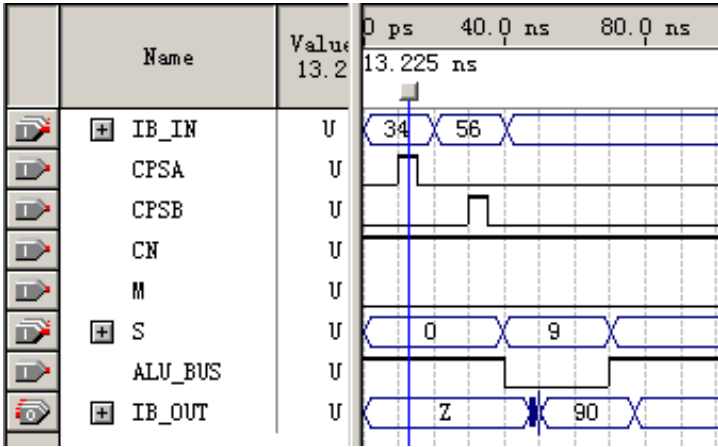 Name
Value
13.2
0 ps 40.0 ns 80.0 ns
13.225 ns
IB_IN U 34 56
CPSA U
CPSB U
CN U
M U
S U 0 9
ALU_BUS U
IB_OUT U Z 90